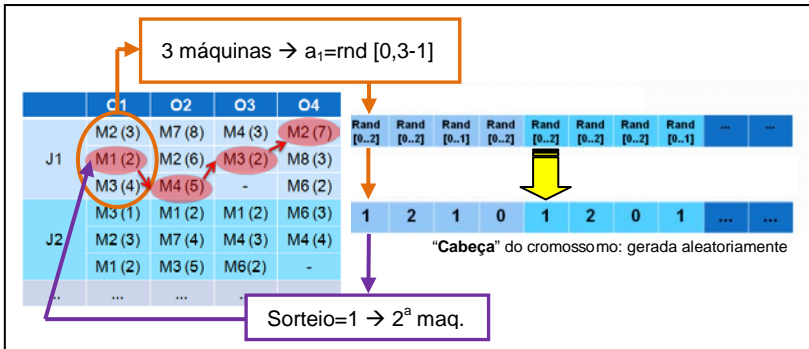 3 máquinas → a₁=rnd [0,3-1]
O1 O2 O3 O4
J1
M2 (3) M7 (8) M4 (3) M2 (7)
M1 (2) M2 (6) M3 (2) M8 (3)
M3 (4) M4 (5) - M6 (2)
J2
M3 (1) M1 (2) M1 (2) M6 (3)
M2 (3) M7 (4) M4 (3) M4 (4)
M1 (2) M3 (5) M6(2) -
... ... ...
Rand Rand Rand Rand Rand Rand Rand Rand ... ...
[0..2] [0..2] [0..1] [0..2] [0..2] [0..2] [0..2] [0..1]
1 2 1 0 1 2 0 1 ... ...
“Cabeça” do cromossomo: gerada aleatoriamente
Sorteio=1 → 2ª maq.